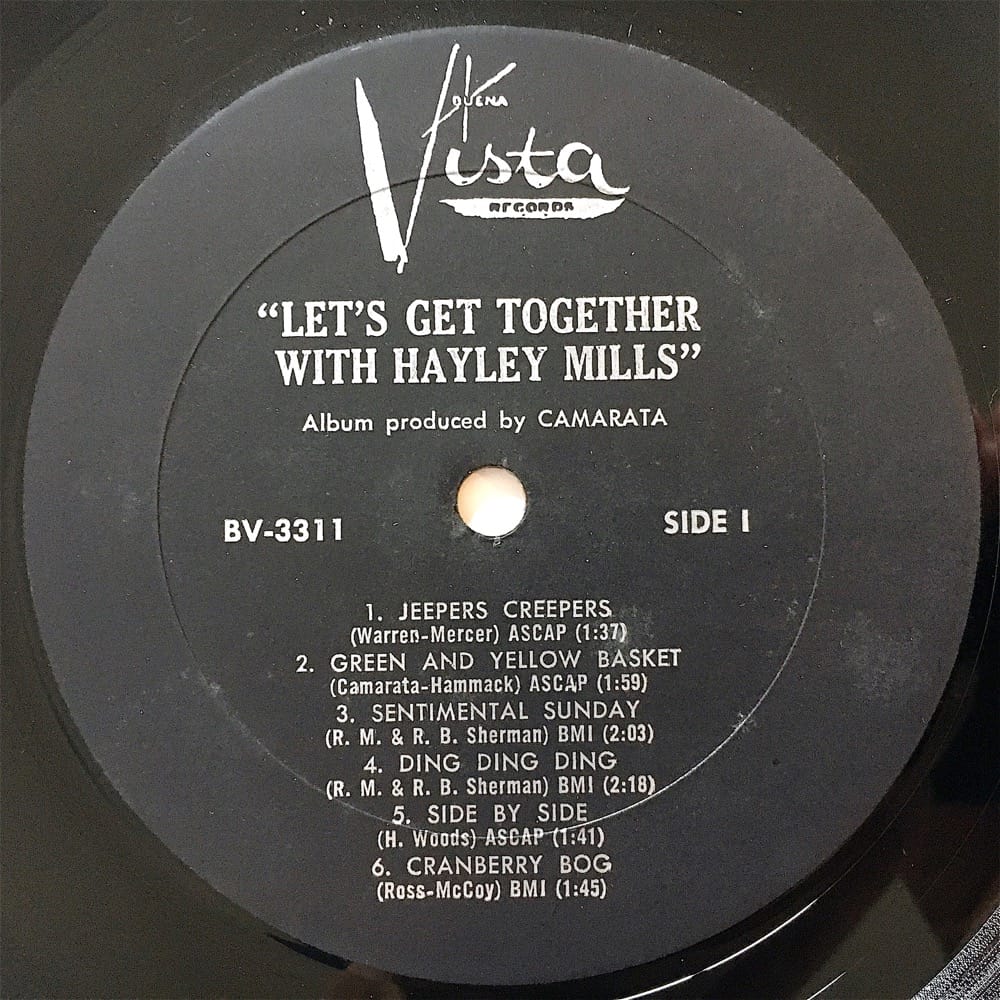 BUENA
Vista
RECORDS
“LET'S GET TOGETHER
WITH HAYLEY MILLS”
Album produced by CAMARATA
BV-3311
SIDE I
1. JEEPERS CREEPERS
(Warren-Mercer) ASCAP (1:37)
2. GREEN AND YELLOW BASKET
(Camarata-Hammack) ASCAP (1:59)
3. SENTIMENTAL SUNDAY
(R. M. & R. B. Sherman) BMI (2:03)
4. DING DING DING
(R. M. & R. B. Sherman) BMI (2:18)
5. SIDE BY SIDE
(H. Woods) ASCAP (1:41)
6. CRANBERRY BOG
(Ross-McCoy) BMI (1:45)